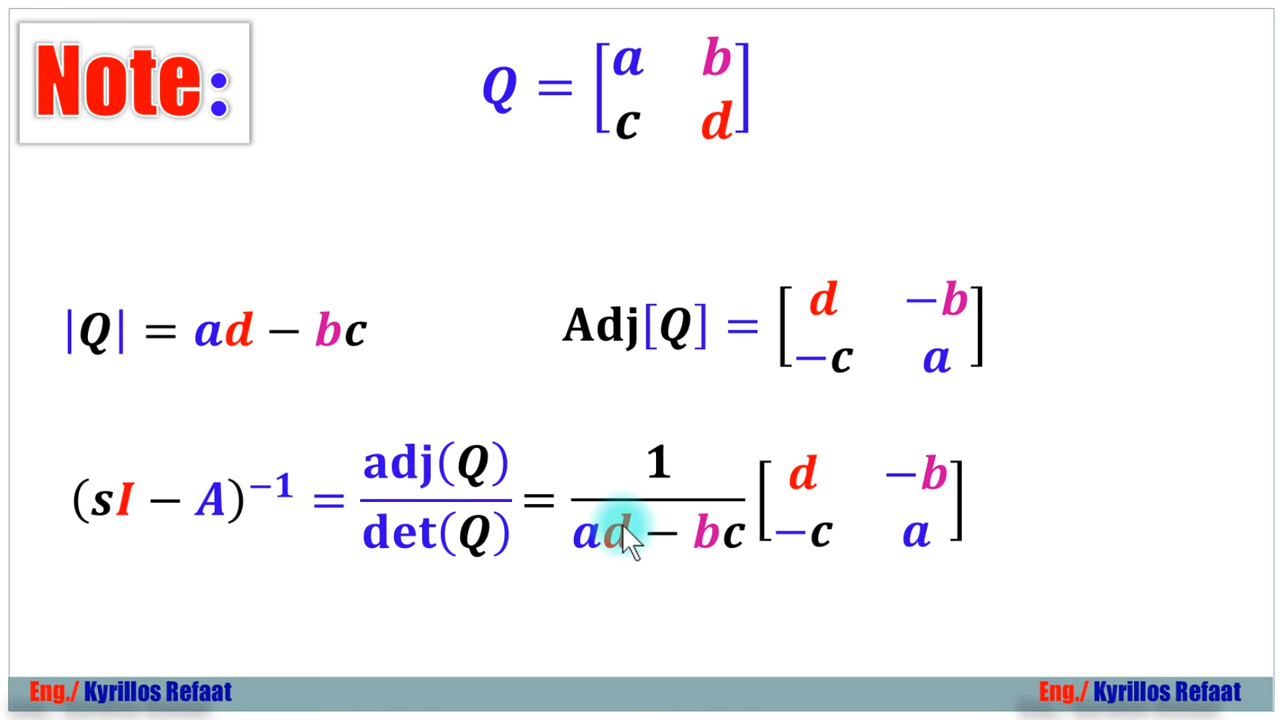 Note:
Q = [a b
c d]
|Q| = ad − bc
Adj[Q] = [d −b
−c a]
(sI − A)⁻¹ = adj(Q)/det(Q) = 1/(ad − bc) [d −b
−c a]
Eng./ Kyrillos Refaat
Eng./ Kyrillos Refaat